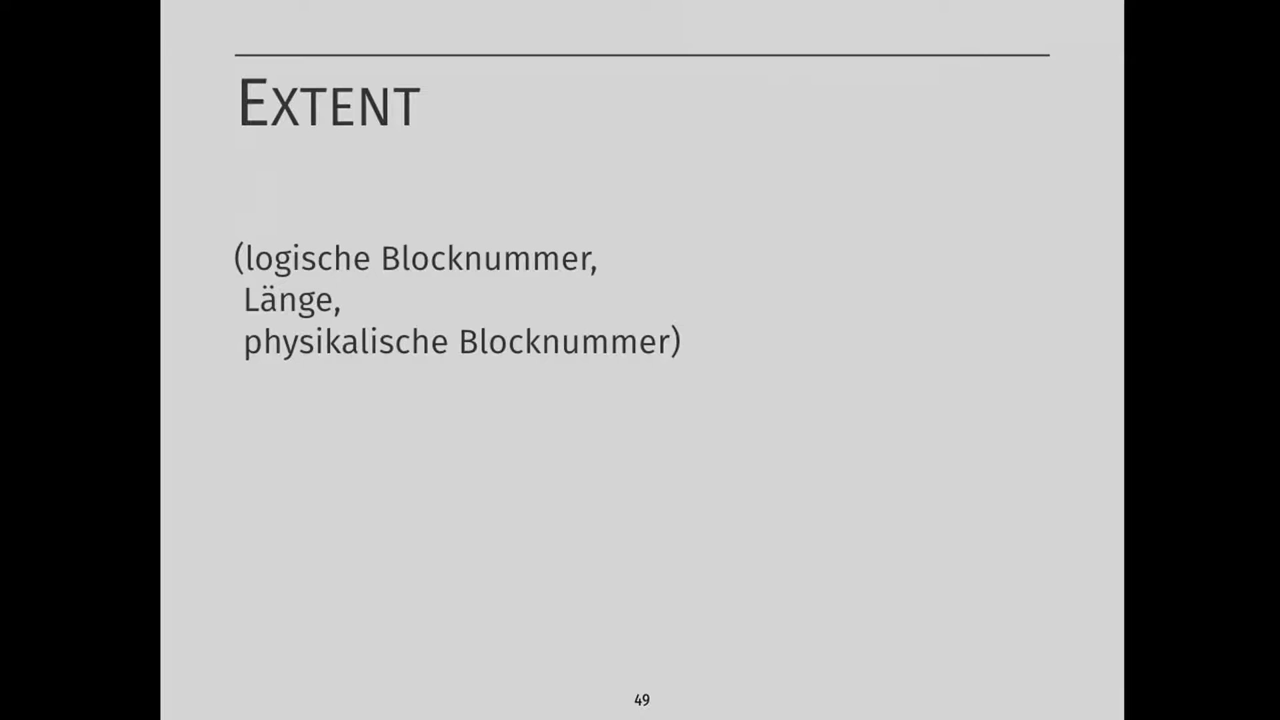 EXTENT
(logische Blocknummer,
Länge,
physikalische Blocknummer)
49